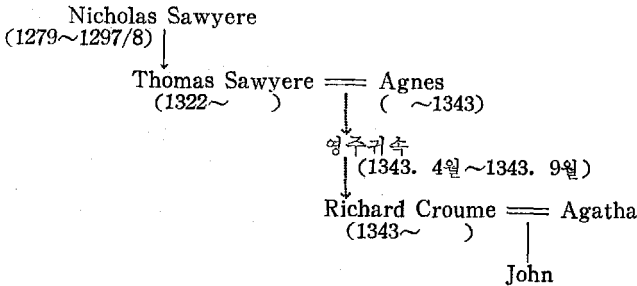 Nicholas Sawyere
(1279～1297/8)
Thomas Sawyere ══ Agnes
(1322～ ) ( ～1343)
영주귀속
(1343. 4월～1343. 9월)
Richard Croume ══ Agatha
(1343～ )
John